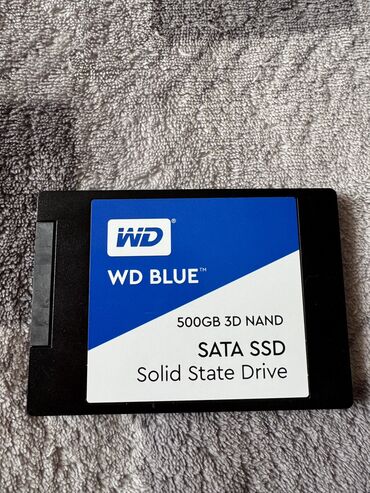 WD®
WD BLUE™
500GB 3D NAND
SATA SSD
Solid State Drive